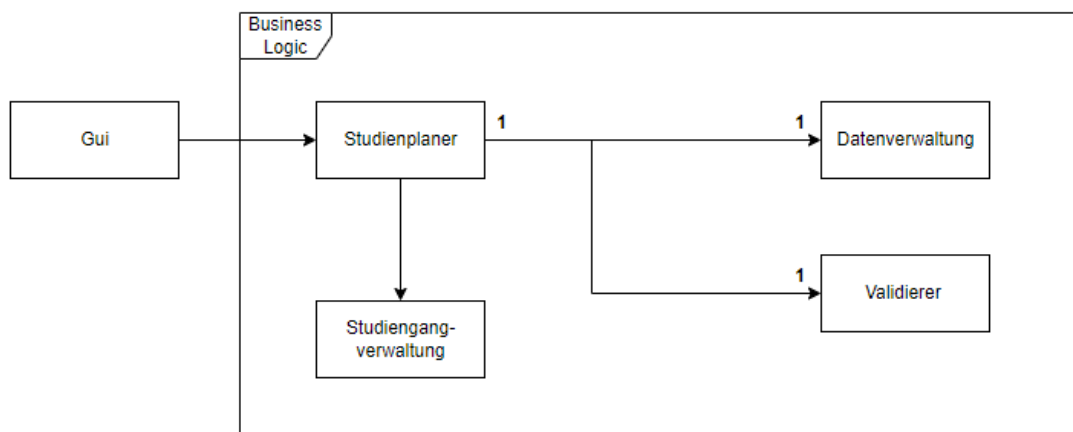 Business
Logic
Gui
Studienplaner
1
1
Datenverwaltung
1
Validierer
Studiengang-
verwaltung